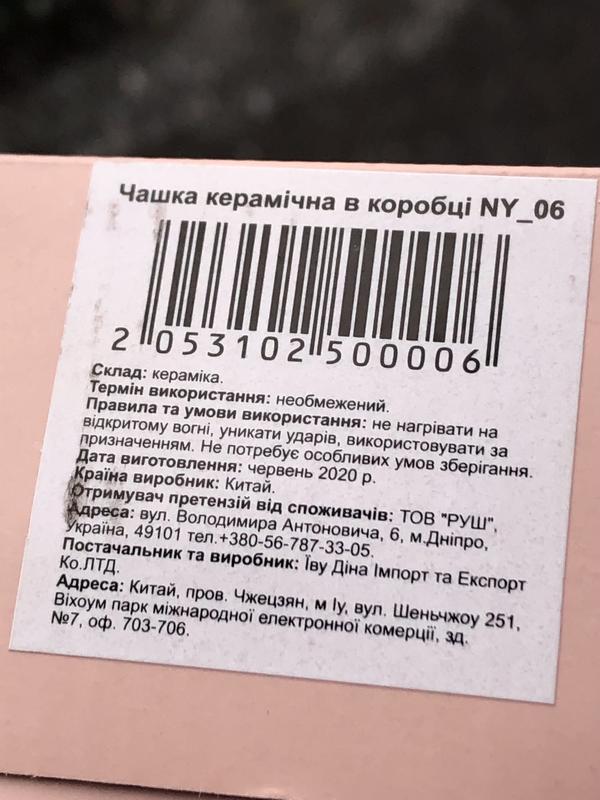 Чашка керамічна в коробці NY_06
2 053102 500006
Склад: кераміка.
Термін використання: необмежений.
Правила та умови використання: не нагрівати на
відкритому вогні, уникати ударів, використовувати за
призначенням. Не потребує особливих умов зберігання.
Дата виготовлення: червень 2020 р.
Країна виробник: Китай.
Отримувач претензій від споживачів: ТОВ "РУШ",
Адреса: вул. Володимира Антоновича, 6, м.Дніпро,
Україна, 49101 тел.+380-56-787-33-05.
Постачальник та виробник: Їву Діна Імпорт та Експорт
Ко.ЛТД.
Адреса: Китай, пров. Чжецзян, м Іу, вул. Шеньчжоу 251,
Віхоум парк міжнародної електронної комерції, зд.
№7, оф. 703-706.